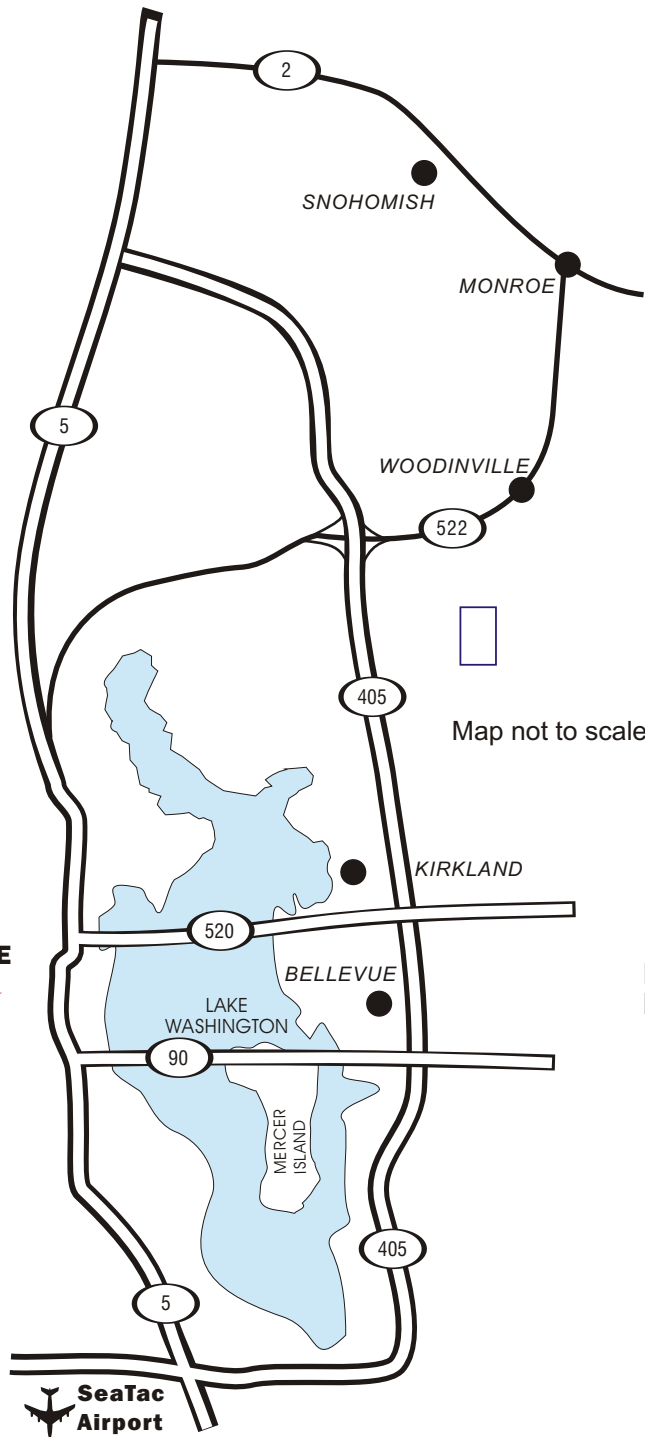 2
SNOHOMISH
MONROE
5
WOODINVILLE
522
405
Map not to scale
KIRKLAND
520
E
BELLEVUE
LAKE
WASHINGTON
90
MERCER
ISLAND
405
5
SeaTac
Airport